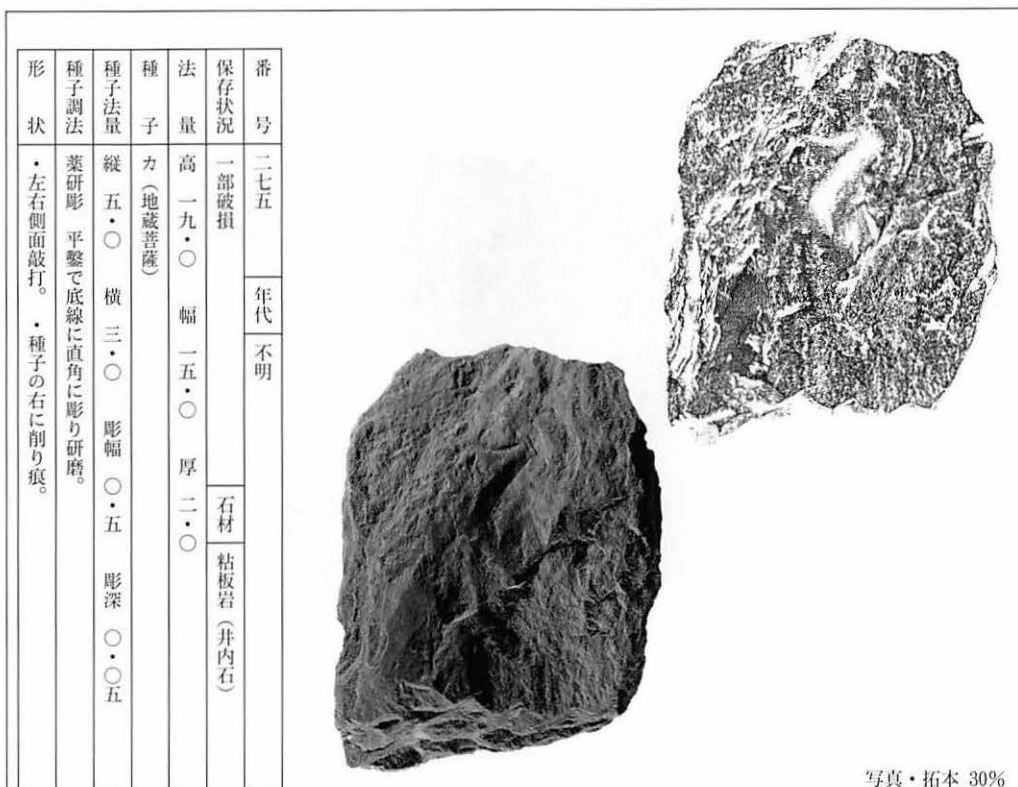 番号 二七五 年代 不明
保存状況 一部破損 石材 粘板岩（井内石）
法量 高 一九・〇 幅 一五・〇 厚 二・〇
種子 カ（地蔵菩薩）
種子法量 縦 五・〇 横 三・〇 彫幅 〇・五 彫深 〇・〇五
種子調法 薬研彫 平鑿で底線に直角に彫り研磨。
形状 ・左右側面敲打。 ・種子の右に削り痕。
写真・拓本 30%